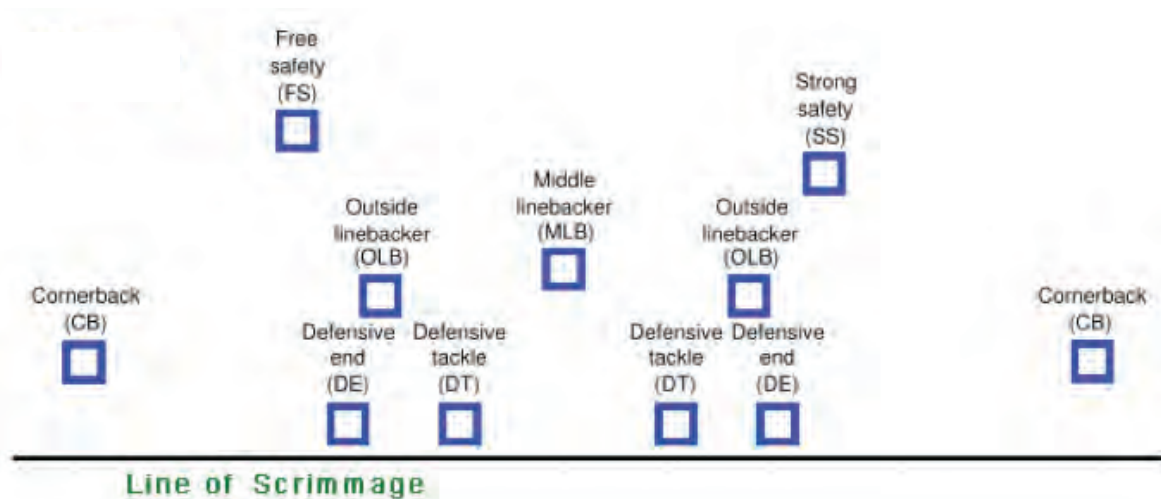 Free
safety
(FS)
Strong
safety
(SS)
Middle
linebacker
(MLB)
Outside
linebacker
(OLB)
Outside
linebacker
(OLB)
Cornerback
(CB)
Cornerback
(CB)
Defensive
end
(DE)
Defensive
tackle
(DT)
Defensive
tackle
(DT)
Defensive
end
(DE)
Line of Scrimmage